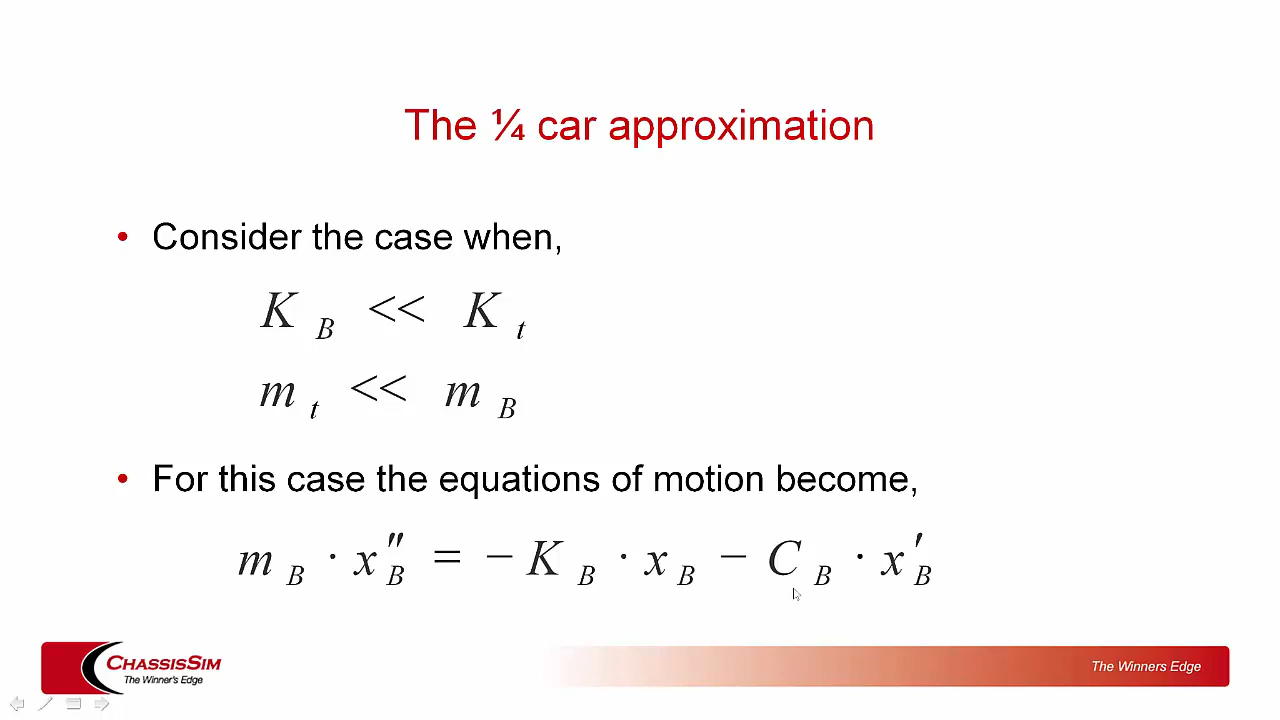 The ¼ car approximation
• Consider the case when,
K_B << K_t
m_t << m_B
• For this case the equations of motion become,
m_B · x″_B = − K_B · x_B − C_B · x′_B
CHASSISSIM
The Winner's Edge
The Winners Edge